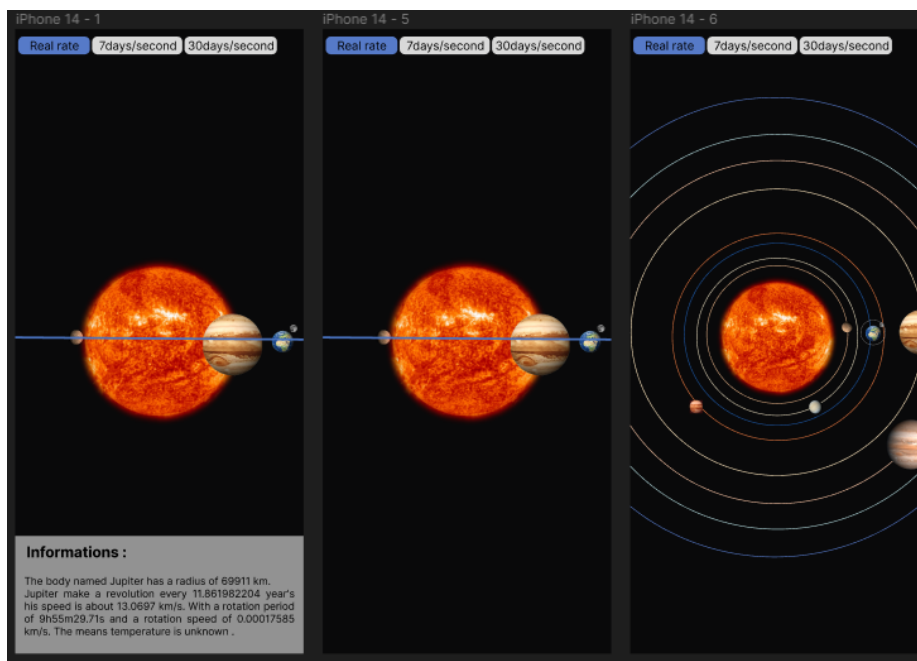 iPhone 14 - 1
Real rate 7days/second 30days/second
Informations :
The body named Jupiter has a radius of 69911 km.
Jupiter make a revolution every 11.861982204 year's
his speed is about 13.0697 km/s. With a rotation period
of 9h55m29.71s and a rotation speed of 0.00017585
km/s. The means temperature is unknown .
iPhone 14 - 5
Real rate 7days/second 30days/second
iPhone 14 - 6
Real rate 7days/second 30days/second